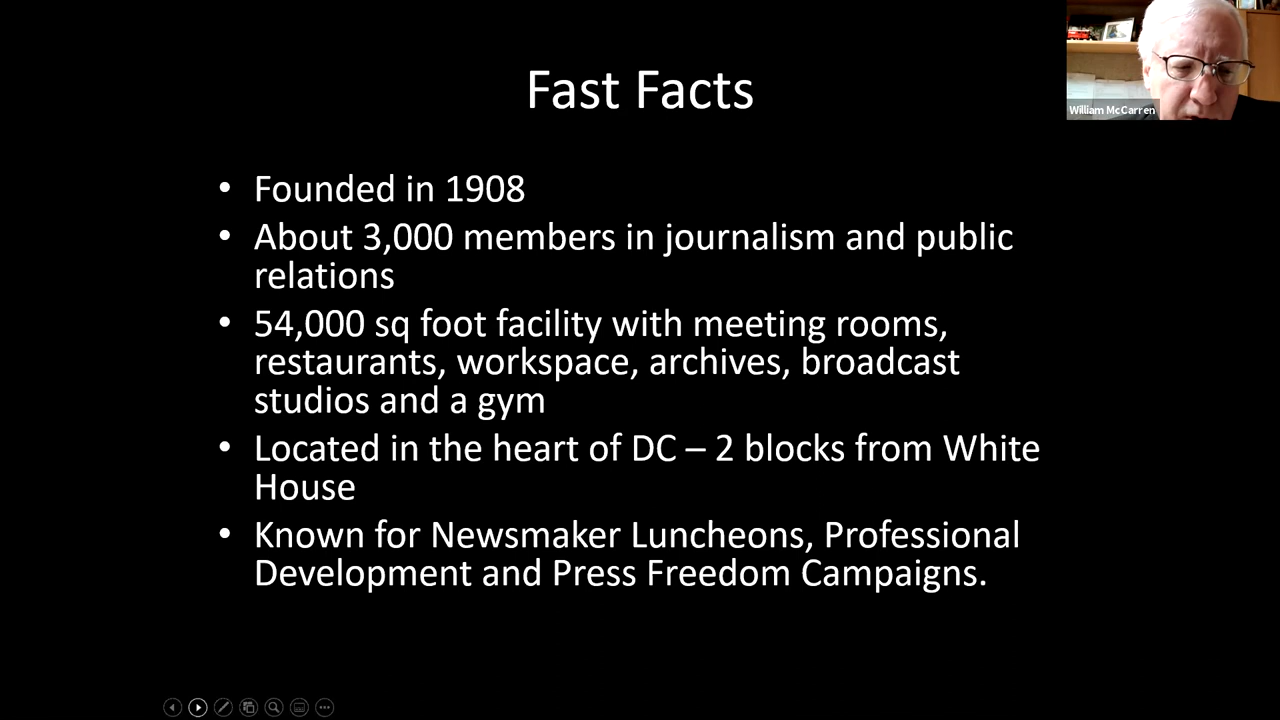 Fast Facts
William McCarren
• Founded in 1908
• About 3,000 members in journalism and public
relations
• 54,000 sq foot facility with meeting rooms,
restaurants, workspace, archives, broadcast
studios and a gym
• Located in the heart of DC – 2 blocks from White
House
• Known for Newsmaker Luncheons, Professional
Development and Press Freedom Campaigns.